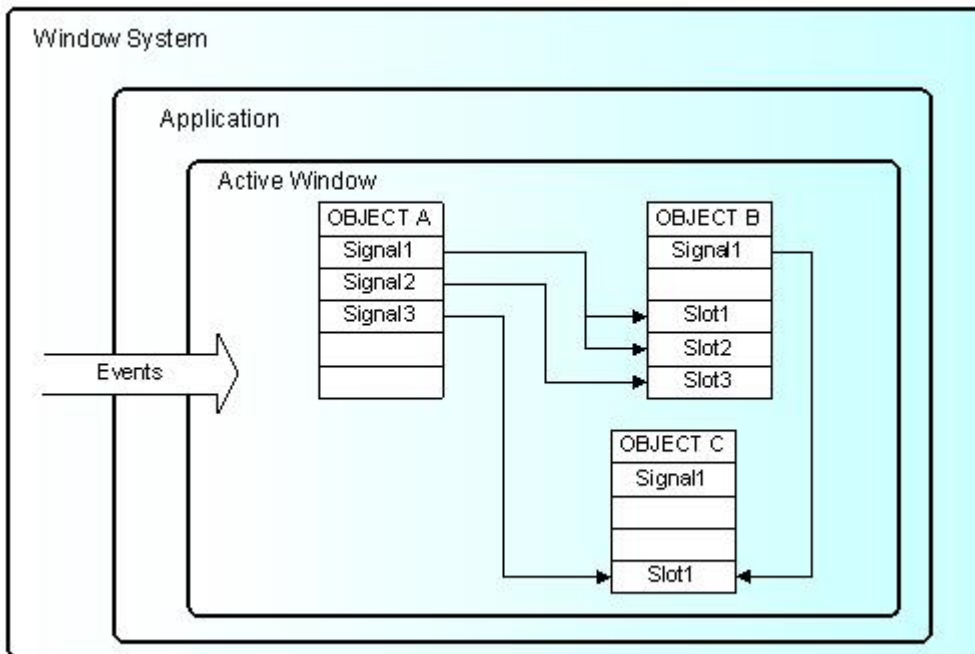 Window System
Application
Active Window
OBJECT A
Signal1
Signal2
Signal3
OBJECT B
Signal1
Slot1
Slot2
Slot3
Events
OBJECT C
Signal1
Slot1